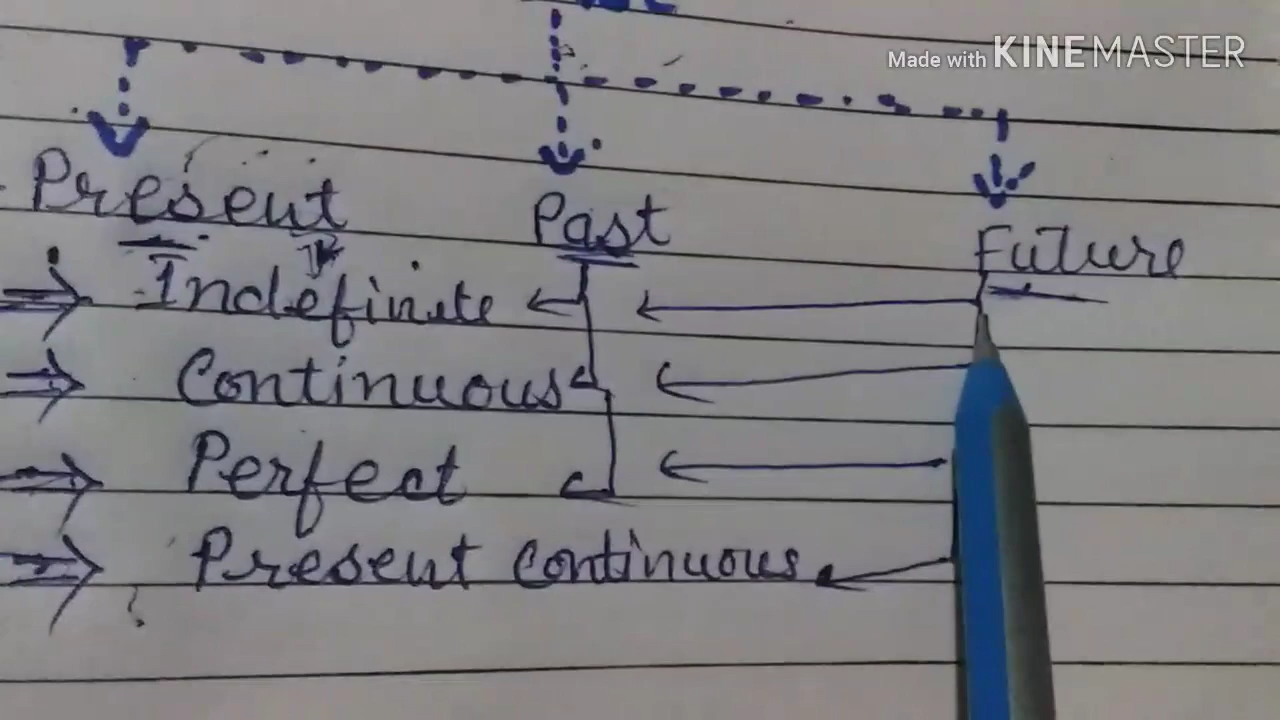 Made with KINEMASTER
Present Past Future
Indefinite
Continuous
Perfect
Present continuous